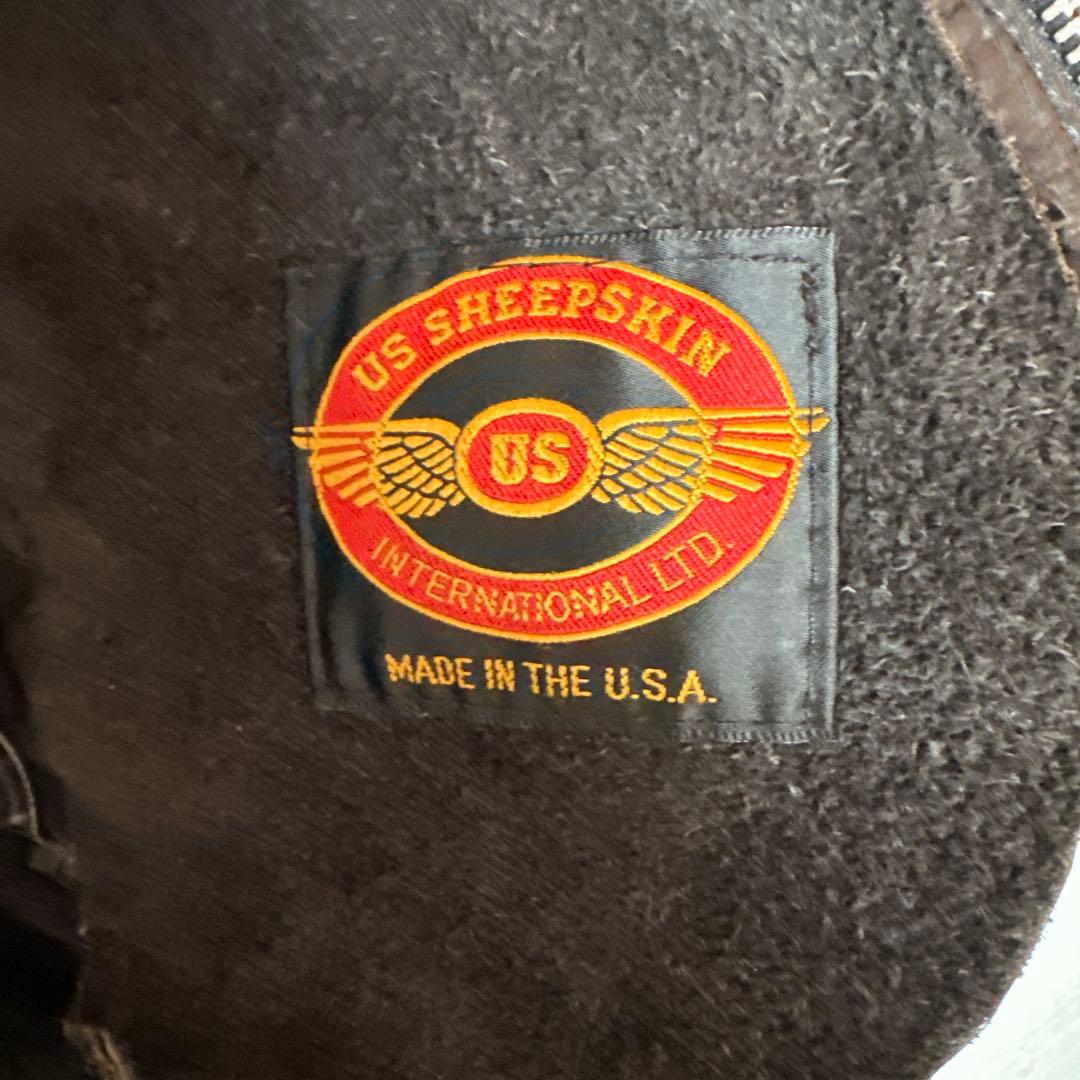 US SHEEPSKIN
US
INTERNATIONAL LTD.
MADE IN THE U.S.A.